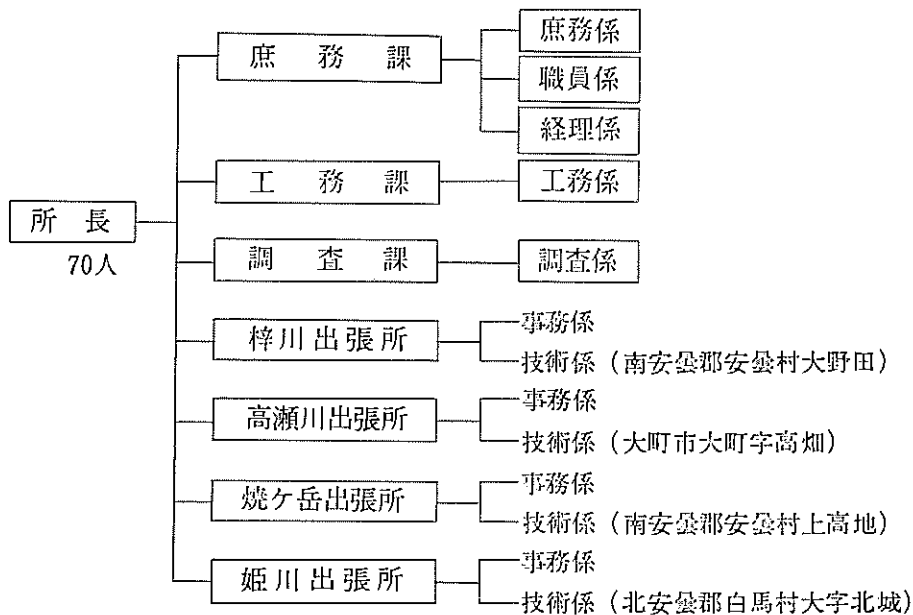 庶務課
庶務係
職員係
経理係
工務課
工務係
所長
70人
調査課
調査係
梓川出張所
事務係
技術係（南安曇郡安曇村大野田）
高瀬川出張所
事務係
技術係（大町市大町字高畑）
焼ケ岳出張所
事務係
技術係（南安曇郡安曇村上高地）
姫川出張所
事務係
技術係（北安曇郡白馬村大字北城）